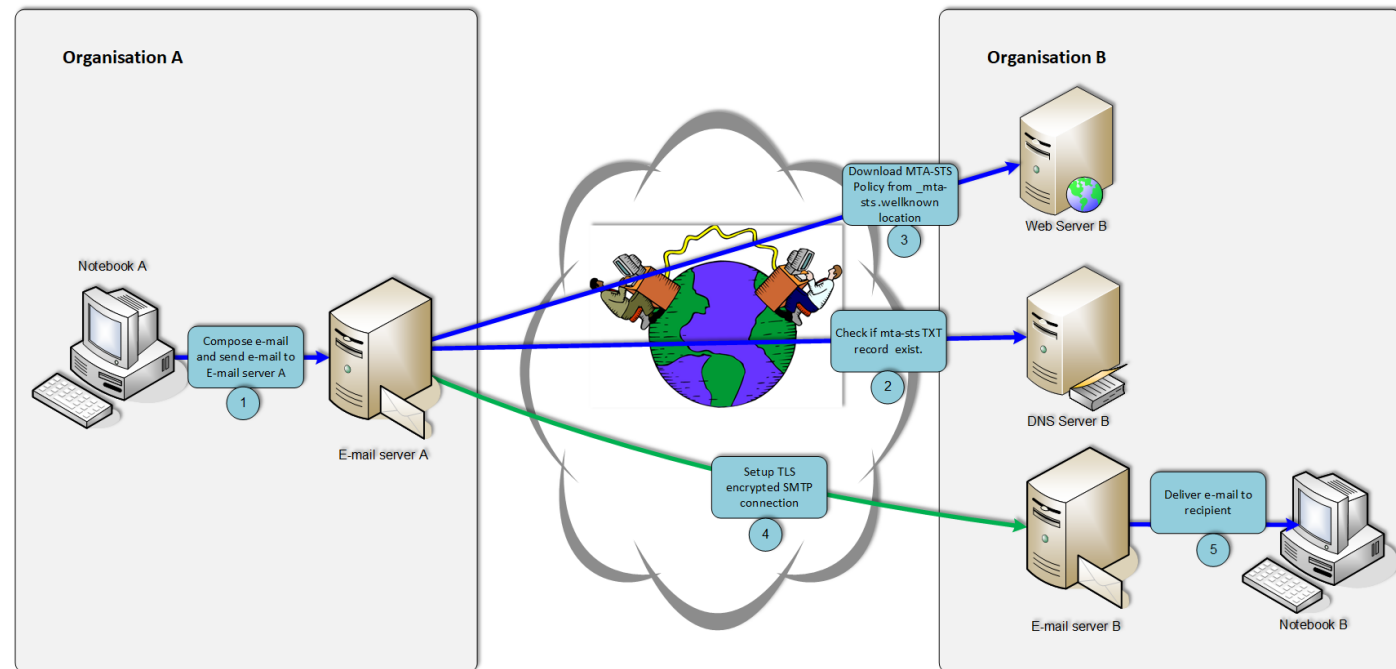 Organisation A
Organisation B
Download MTA-STS
Policy from _mta-
sts .wellknown
location
3
Web Server B
Notebook A
Compose e-mail
and send e-mail to
E-mail server A
1
Check if mta-sts TXT
record exist.
2
DNS Server B
E-mail server A
Setup TLS
encrypted SMTP
connection
4
Deliver e-mail to
recipient
5
E-mail server B
Notebook B